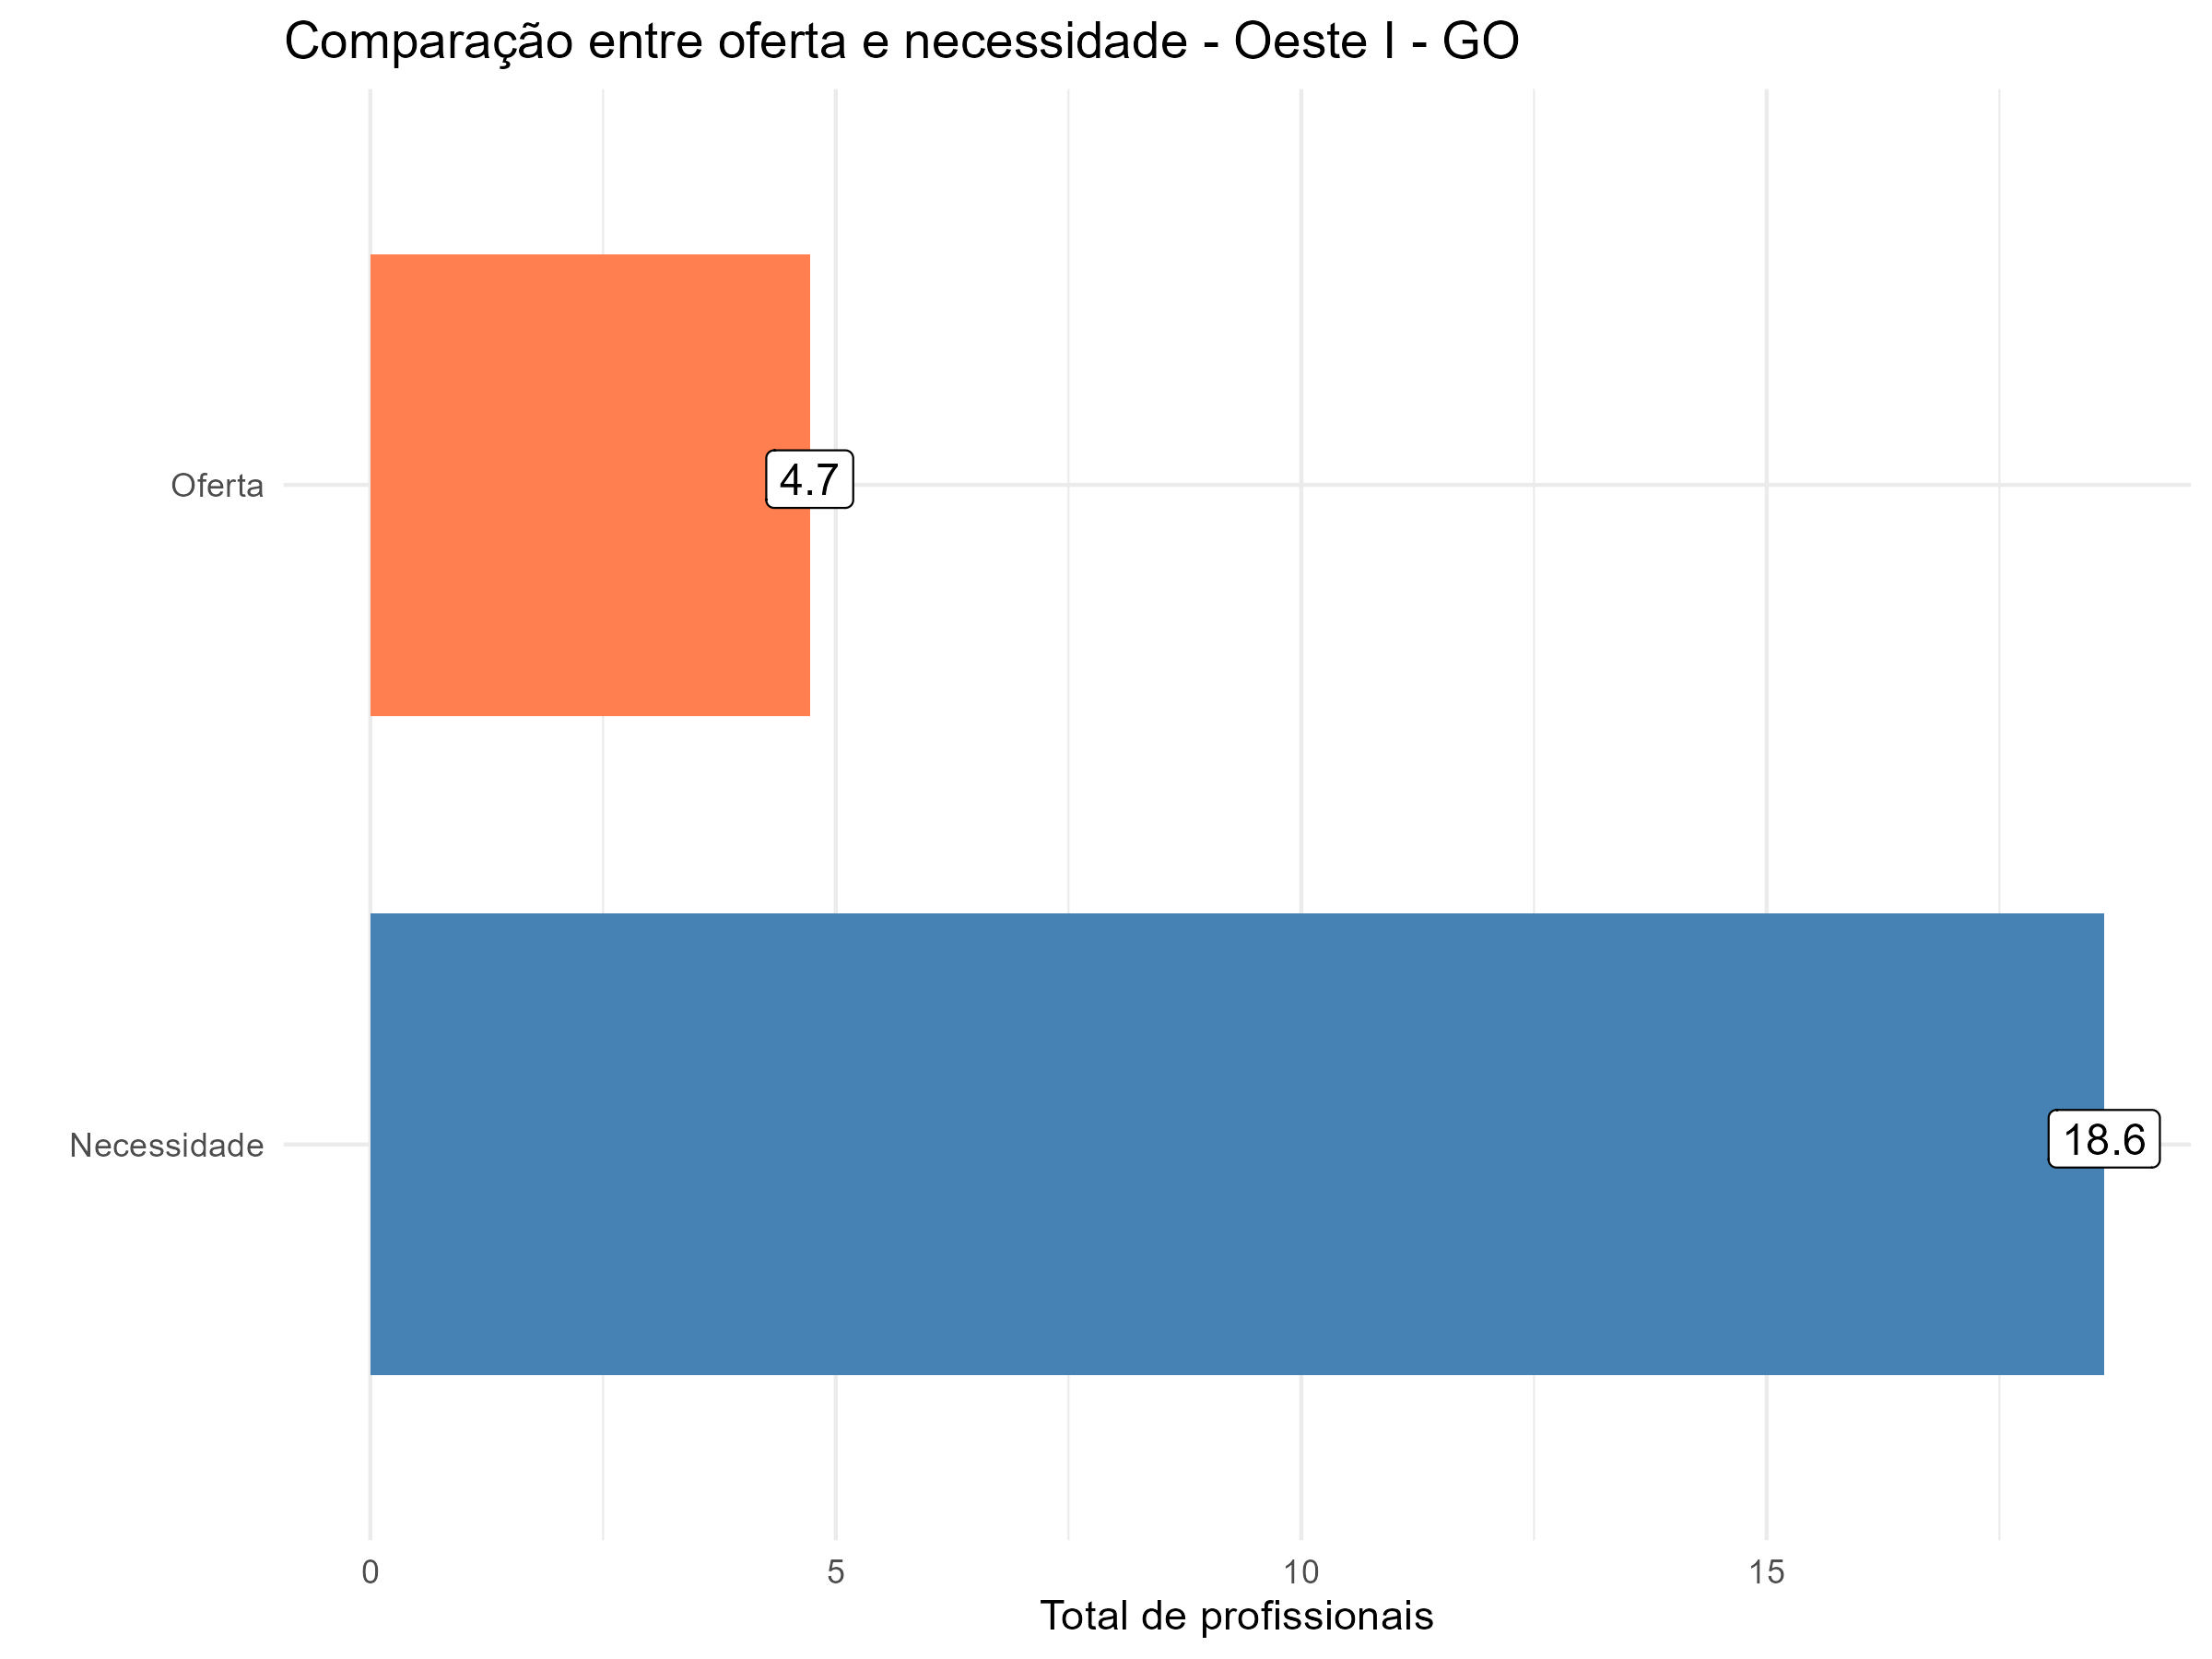 Comparação entre oferta e necessidade - Oeste I - GO
Oferta
4.7
Necessidade
18.6
0 5 10 15
Total de profissionais